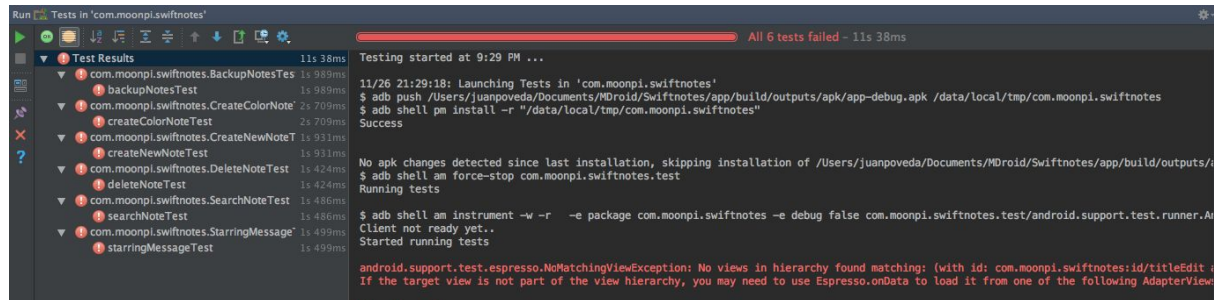 Run Tests in 'com.moonpi.swiftnotes'
All 6 tests failed – 11s 38ms
Test Results 11s 38ms
com.moonpi.swiftnotes.BackupNotesTes 1s 989ms
backupNotesTest 1s 989ms
com.moonpi.swiftnotes.CreateColorNote 2s 709ms
createColorNoteTest 2s 709ms
com.moonpi.swiftnotes.CreateNewNoteT 1s 931ms
createNewNoteTest 1s 931ms
com.moonpi.swiftnotes.DeleteNoteTest 1s 424ms
deleteNoteTest 1s 424ms
com.moonpi.swiftnotes.SearchNoteTest 1s 486ms
searchNoteTest 1s 486ms
com.moonpi.swiftnotes.StarringMessage 1s 499ms
starringMessageTest 1s 499ms
Testing started at 9:29 PM ...
11/26 21:29:18: Launching Tests in 'com.moonpi.swiftnotes'
$ adb push /Users/juanpoveda/Documents/MDroid/Swiftnotes/app/build/outputs/apk/app-debug.apk /data/local/tmp/com.moonpi.swiftnotes
$ adb shell pm install -r "/data/local/tmp/com.moonpi.swiftnotes"
Success
No apk changes detected since last installation, skipping installation of /Users/juanpoveda/Documents/MDroid/Swiftnotes/app/build/outputs/
$ adb shell am force-stop com.moonpi.swiftnotes.test
Running tests
$ adb shell am instrument -w -r -e package com.moonpi.swiftnotes -e debug false com.moonpi.swiftnotes.test/android.support.test.runner.An
Client not ready yet..
Started running tests
android.support.test.espresso.NoMatchingViewException: No views in hierarchy found matching: (with id: com.moonpi.swiftnotes:id/titleEdit
If the target view is not part of the view hierarchy, you may need to use Espresso.onData to load it from one of the following AdapterViews